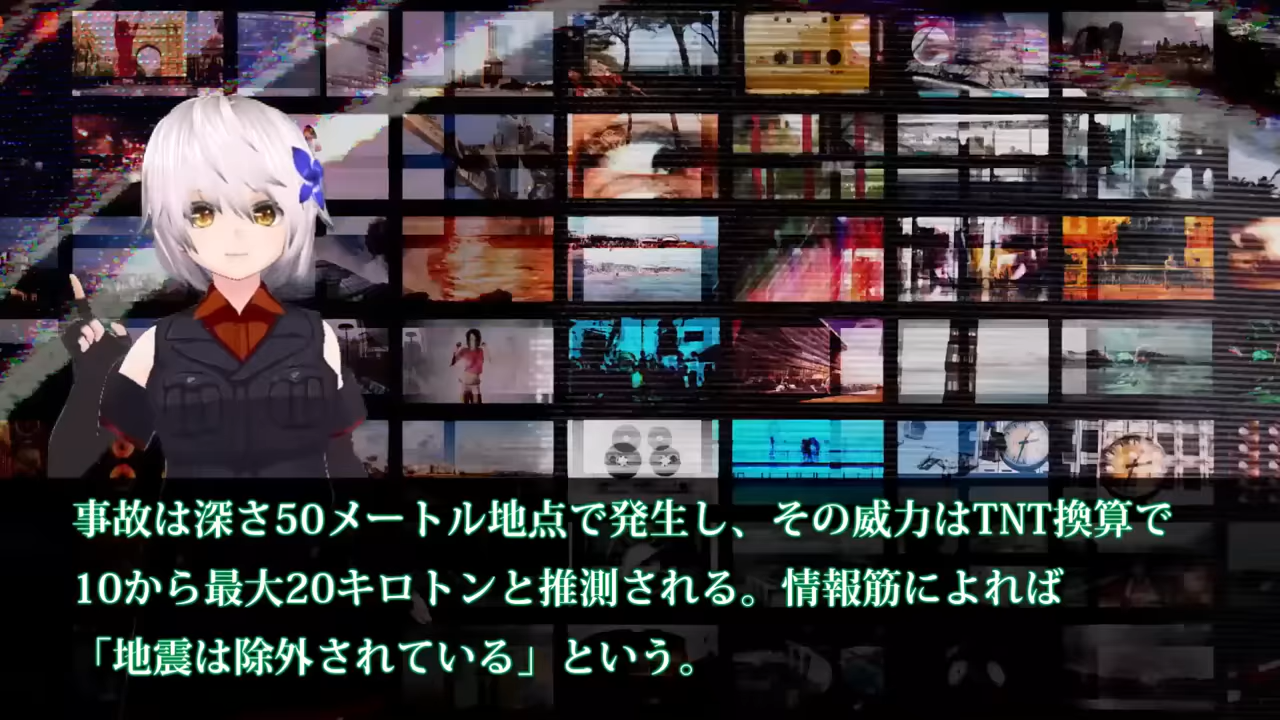 事故は深さ50メートル地点で発生し、その威力はTNT換算で
10から最大20キロトンと推測される。情報筋によれば
「地震は除外されている」という。